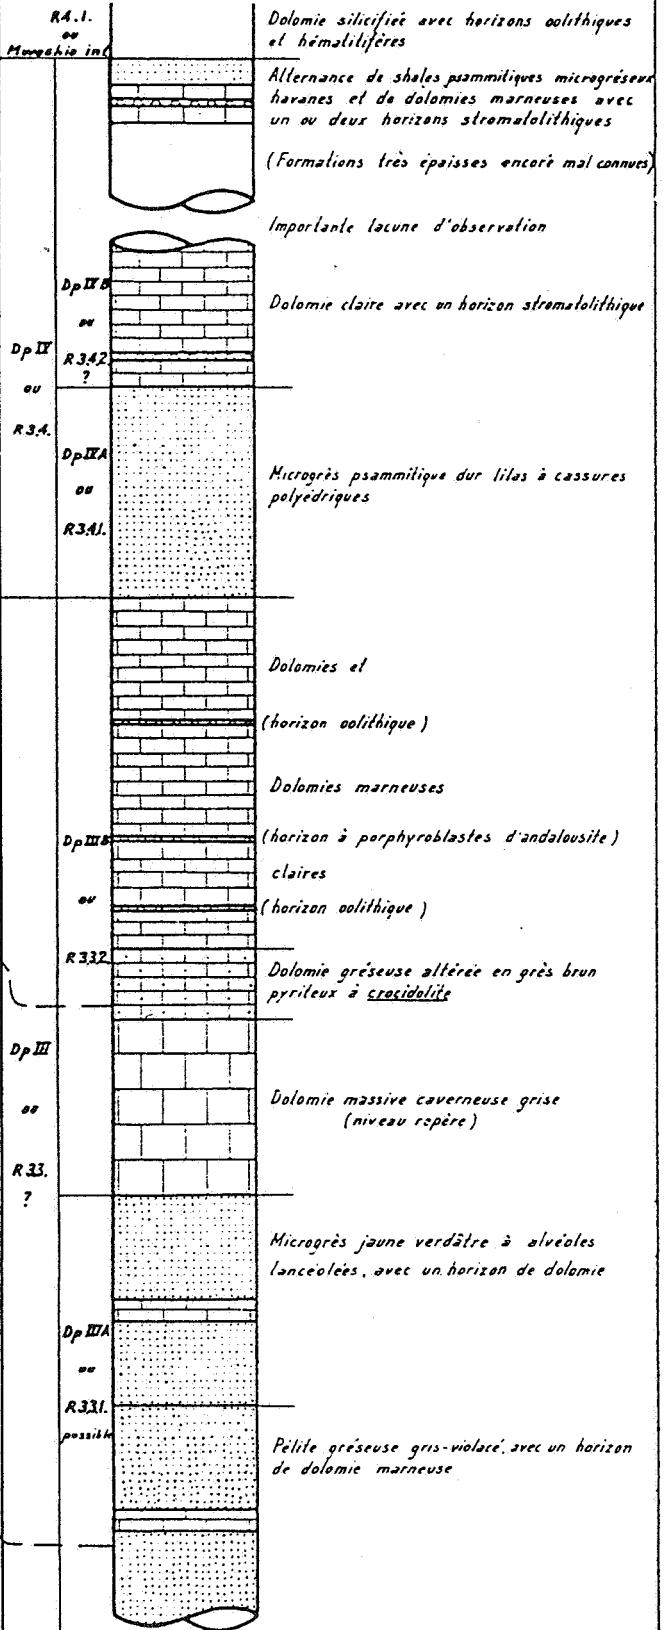 R.4.1.
ou
Mwashia inf
Dolomie silicifiée avec horizons oolithiques
et hématitifères
Alternance de shales psammitiques microgréseux
havanes et de dolomies marneuses avec
un ou deux horizons stromatolithiques
(Formations très épaisses encore mal connues)
Importante lacune d'observation
Dp IV
ou
R 3.4.
Dp IV B
ou
R 3.4.2.
?
Dolomie claire avec un horizon stromatolithique
Dp IV A
ou
R 3.4.1.
Microgrès psammitique dur lilas à cassures
polyédriques
Dolomies et
(horizon oolithique)
Dolomies marneuses
Dp III B
ou
R 3.3.2.
(horizon à porphyroblastes d'andalousite)
claires
(horizon oolithique)
Dolomie gréseuse altérée en grès brun
pyriteux à crocidolite
Dp III
ou
R 3.3.
?
Dolomie massive caverneuse grise
(niveau repère)
Microgrès jaune verdâtre à alvéoles
lancéolées, avec un horizon de dolomie
Dp III A
ou
R 3.3.1.
possible
Pélite gréseuse gris-violacé, avec un horizon
de dolomie marneuse